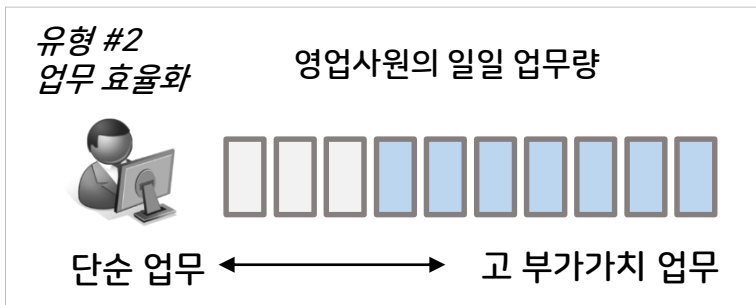 유형 #2
업무 효율화
영업사원의 일일 업무량
단순 업무
고 부가가치 업무